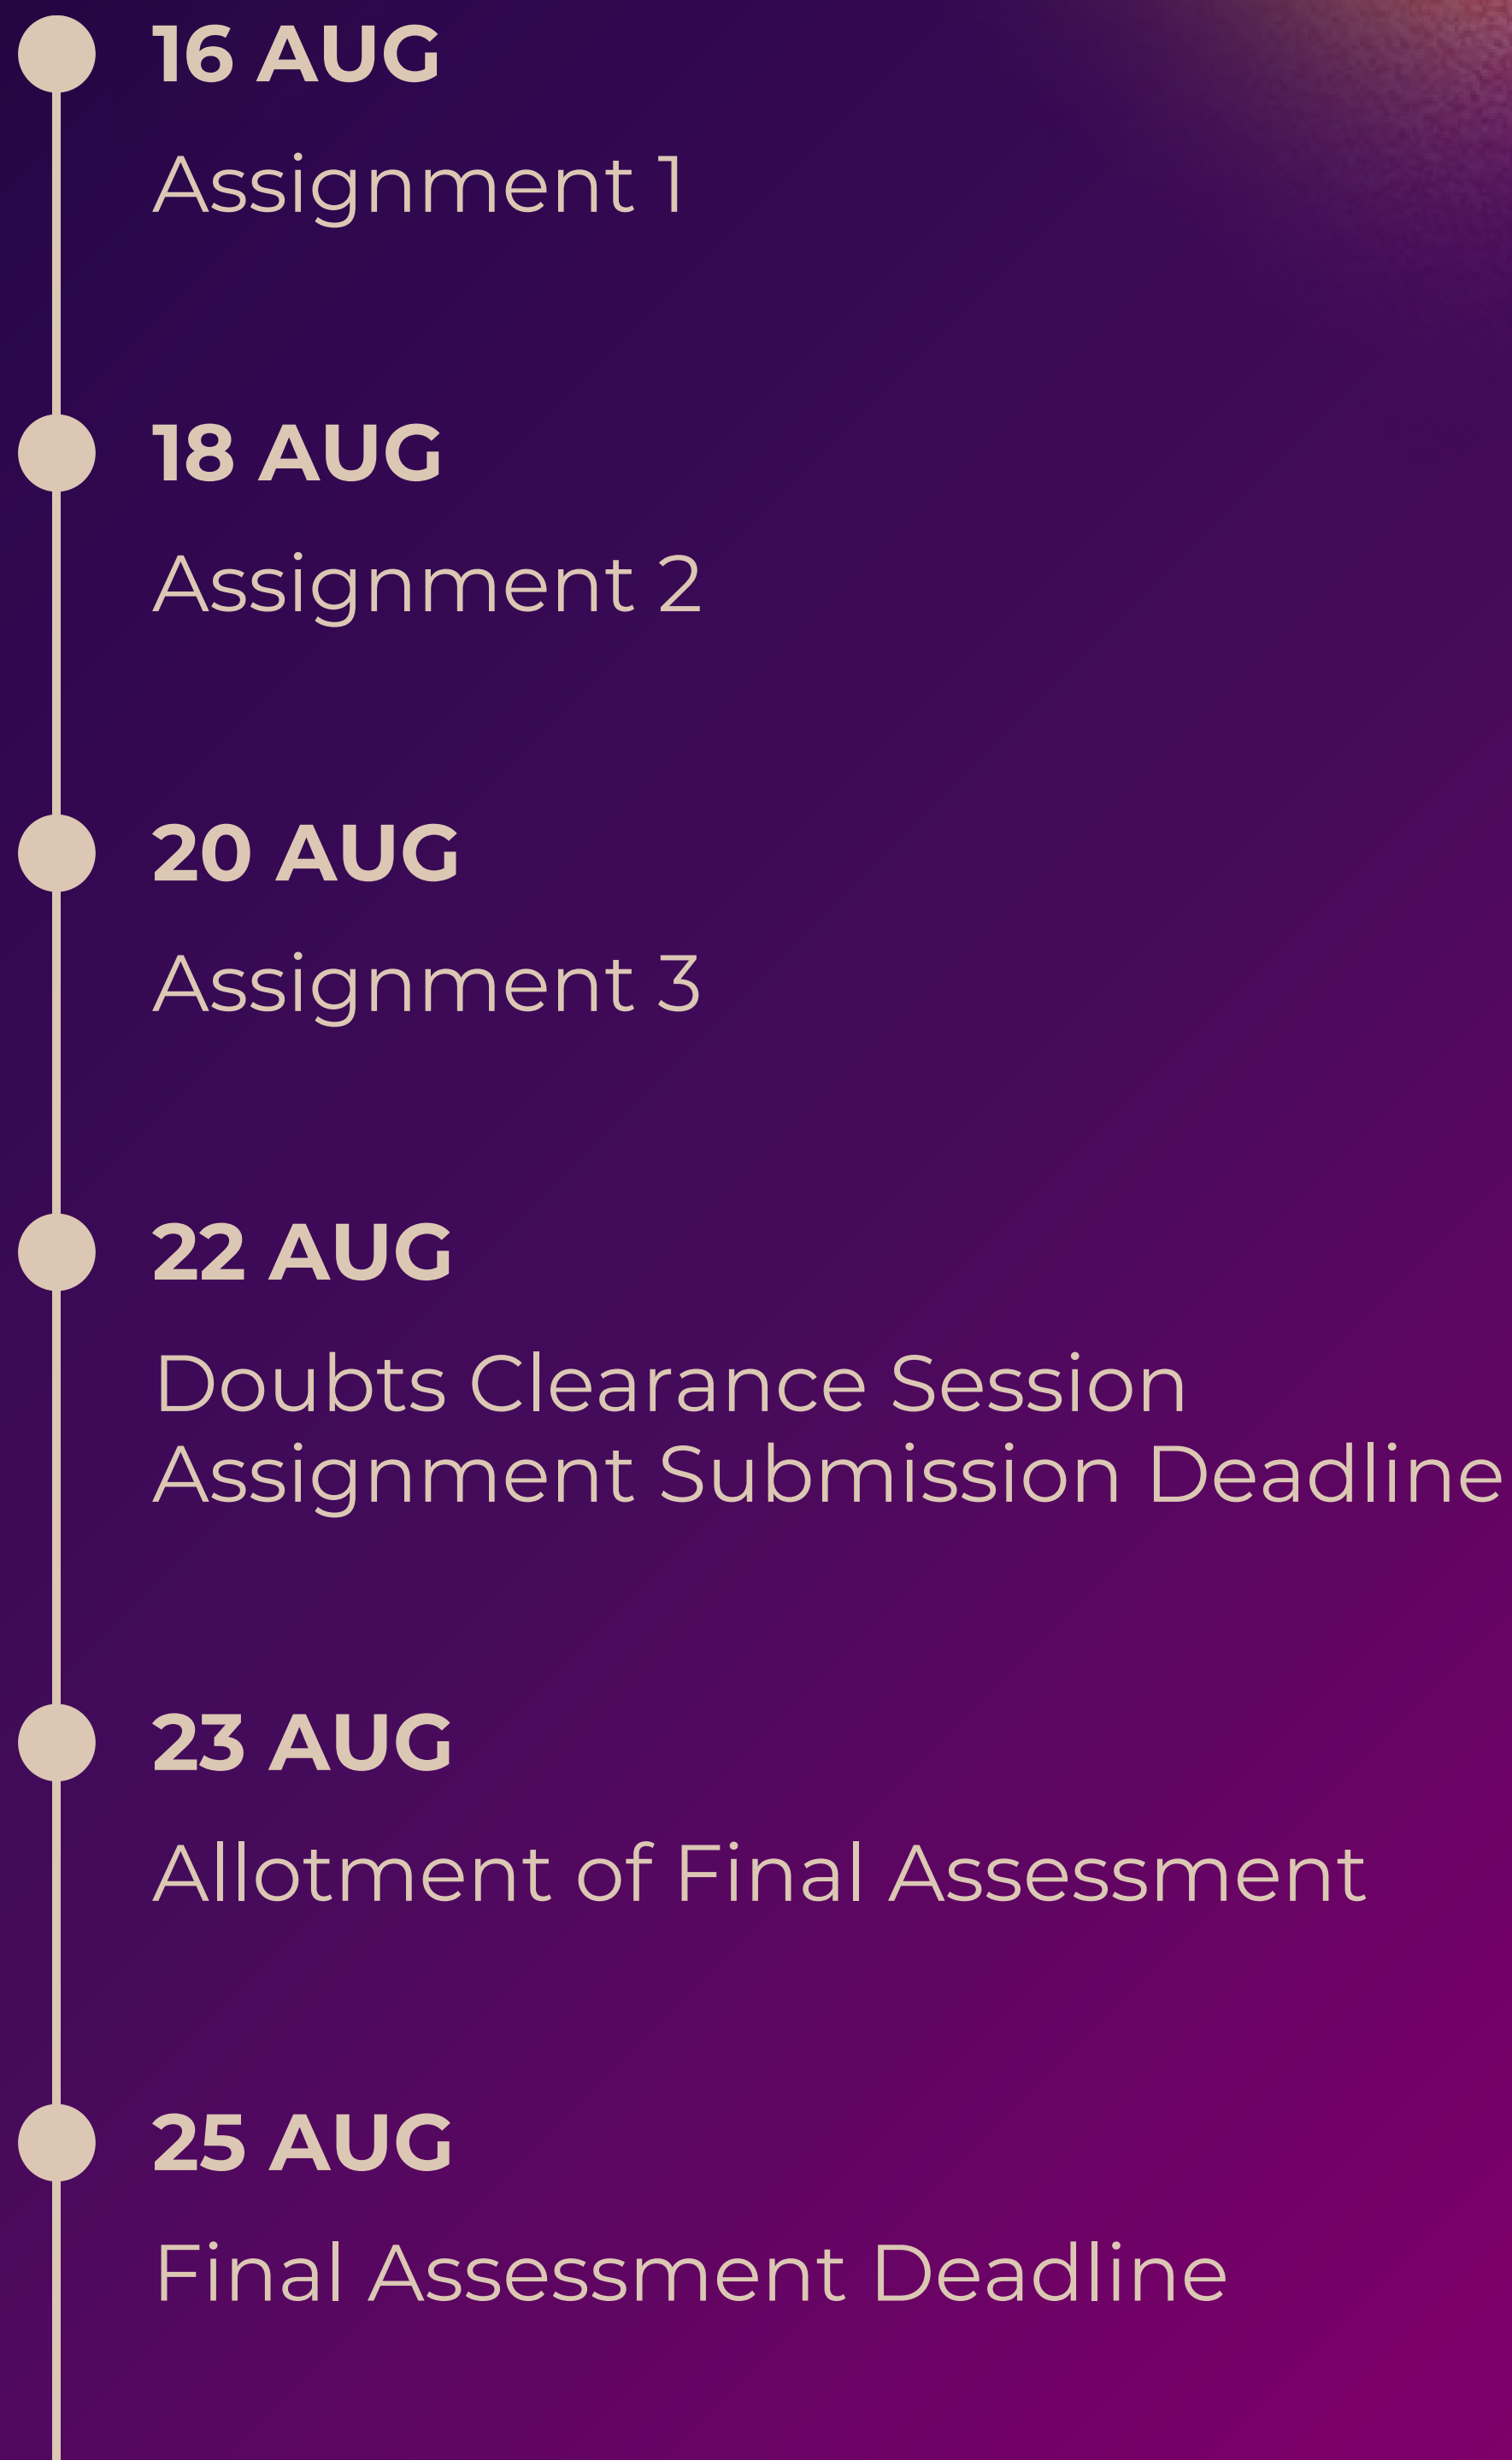 16 AUG
Assignment 1
18 AUG
Assignment 2
20 AUG
Assignment 3
22 AUG
Doubts Clearance Session
Assignment Submission Deadline
23 AUG
Allotment of Final Assessment
25 AUG
Final Assessment Deadline